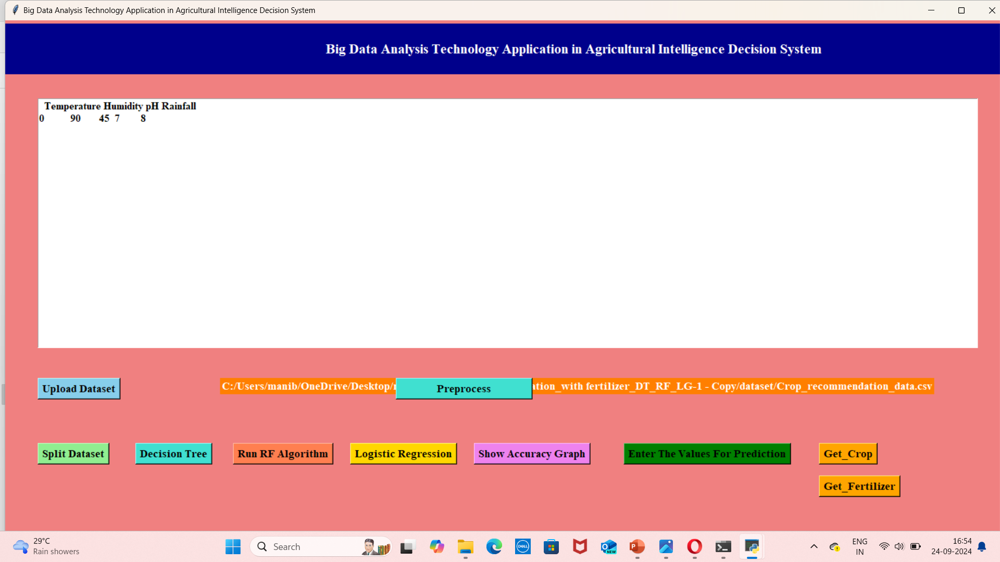 Big Data Analysis Technology Application in Agricultural Intelligence Decision System
Big Data Analysis Technology Application in Agricultural Intelligence Decision System
Temperature Humidity pH Rainfall
0 90 45 7 8
Upload Dataset
C:/Users/manib/OneDrive/Desktop/
Preprocess
ation_with fertilizer_DT_RF_LG-1 - Copy/dataset/Crop_recommendation_data.csv
Split Dataset
Decision Tree
Run RF Algorithm
Logistic Regression
Show Accuracy Graph
Enter The Values For Prediction
Get_Crop
Get_Fertilizer
29°C
Rain showers
Search
DELL
NEW
ENG
IN
16:54
24-09-2024